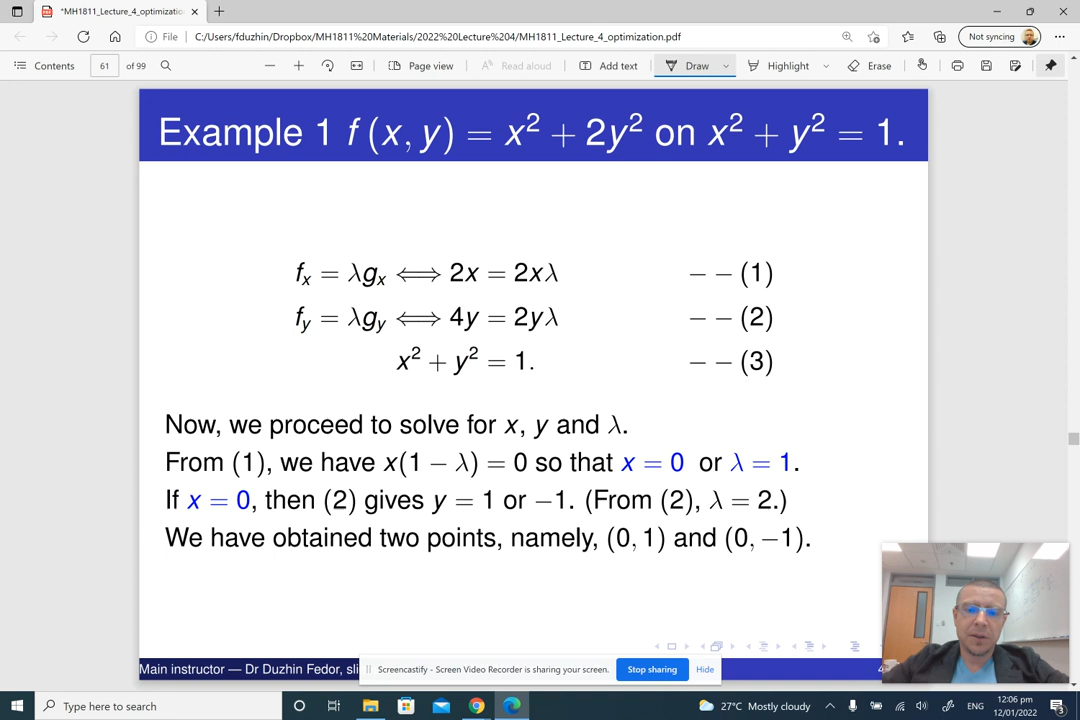 *MH1811_Lecture_4_optimization.p
File C:/Users/fduzhin/Dropbox/MH1811%20Materials/2022%20Lecture%204/MH1811_Lecture_4_optimization.pdf Not syncing
Contents 61 of 99 Page view Read aloud Add text Draw Highlight Erase
Example 1 f (x, y) = x² + 2y² on x² + y² = 1.
fₓ = λgₓ ⟺ 2x = 2xλ − − (1)
f_y = λg_y ⟺ 4y = 2yλ − − (2)
x² + y² = 1. − − (3)
Now, we proceed to solve for x, y and λ.
From (1), we have x(1 − λ) = 0 so that x = 0 or λ = 1.
If x = 0, then (2) gives y = 1 or −1. (From (2), λ = 2.)
We have obtained two points, namely, (0, 1) and (0, −1).
Main instructor — Dr Duzhin Fedor, sli
Screencastify - Screen Video Recorder is sharing your screen. Stop sharing Hide
Type here to search 27°C Mostly cloudy ENG 12:06 pm
12/01/2022 3